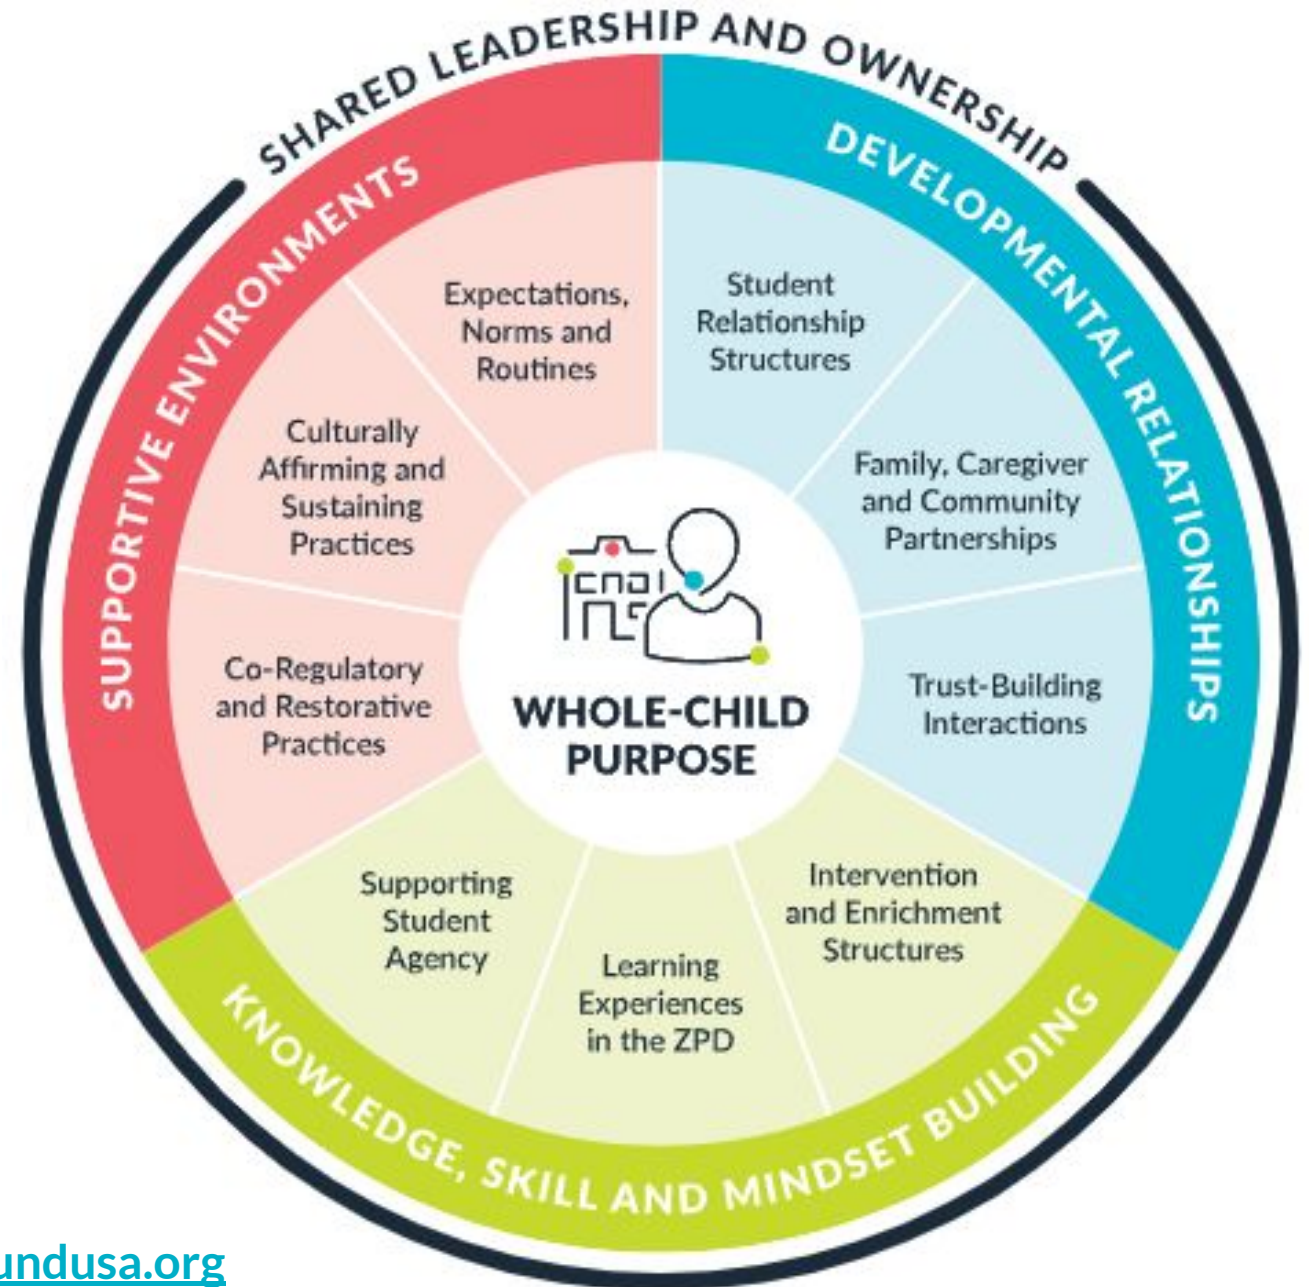 SHARED LEADERSHIP AND OWNERSHIP
SUPPORTIVE ENVIRONMENTS
DEVELOPMENTAL RELATIONSHIPS
Expectations,
Norms and
Routines
Student
Relationship
Structures
Culturally
Affirming and
Sustaining
Practices
Family, Caregiver
and Community
Partnerships
Co-Regulatory
and Restorative
Practices
WHOLE-CHILD
PURPOSE
Trust-Building
Interactions
Supporting
Student
Agency
Learning
Experiences
in the ZPD
Intervention
and Enrichment
Structures
KNOWLEDGE, SKILL AND MINDSET BUILDING
undusa.org